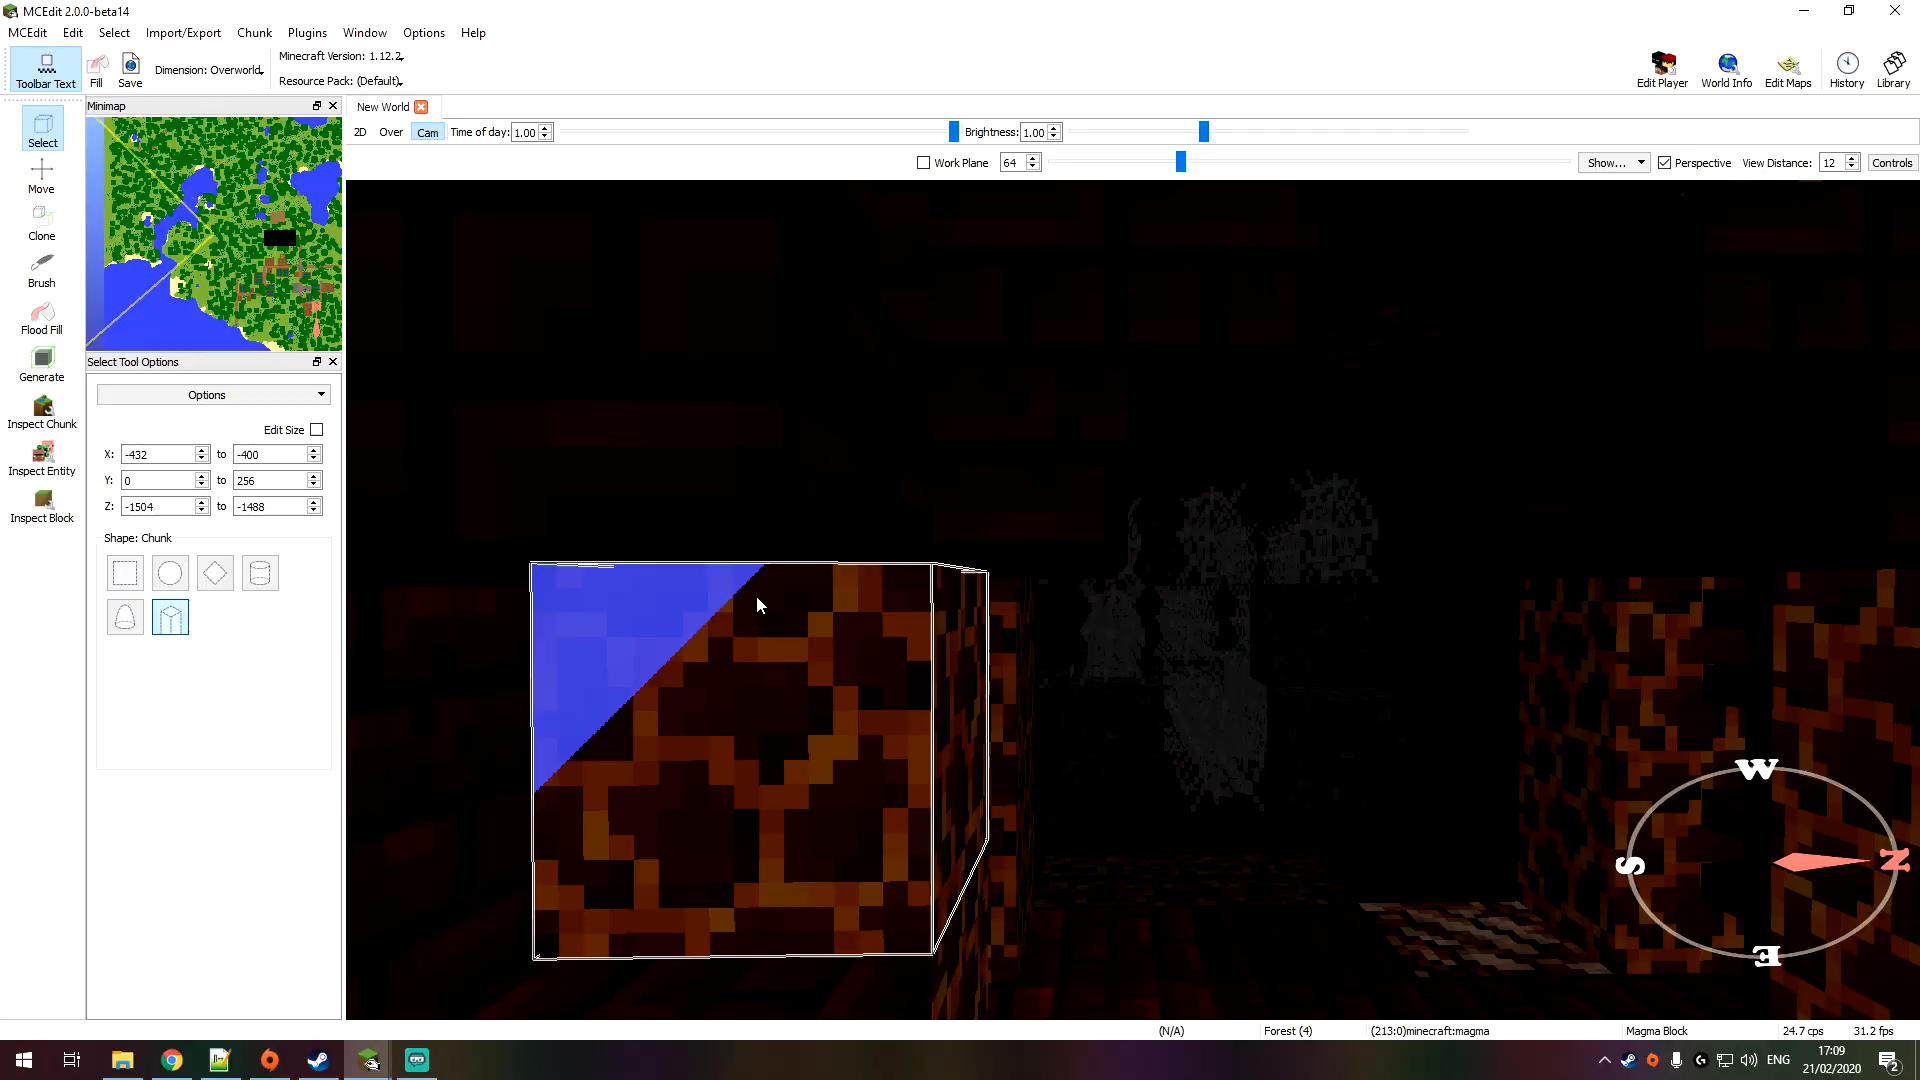 MCEdit 2.0.0-beta14
MCEdit Edit Select Import/Export Chunk Plugins Window Options Help
Toolbar Text Fill Save Dimension: Overworld Minecraft Version: 1.12.2
Resource Pack: (Default)
Edit Player World Info Edit Maps History Library
Minimap
New World
2D Over Cam Time of day: 1.00 Brightness: 1.00
Work Plane 64 Show... Perspective View Distance: 12 Controls
Select
Move
Clone
Brush
Flood Fill
Generate
Inspect Chunk
Inspect Entity
Inspect Block
Select Tool Options
Options
Edit Size
X: -432 to -400
Y: 0 to 256
Z: -1504 to -1488
Shape: Chunk
W
S N
E
(N/A) Forest (4) (213:0)minecraft:magma Magma Block 24.7 cps 31.2 fps
ENG 17:09
21/02/2020 2